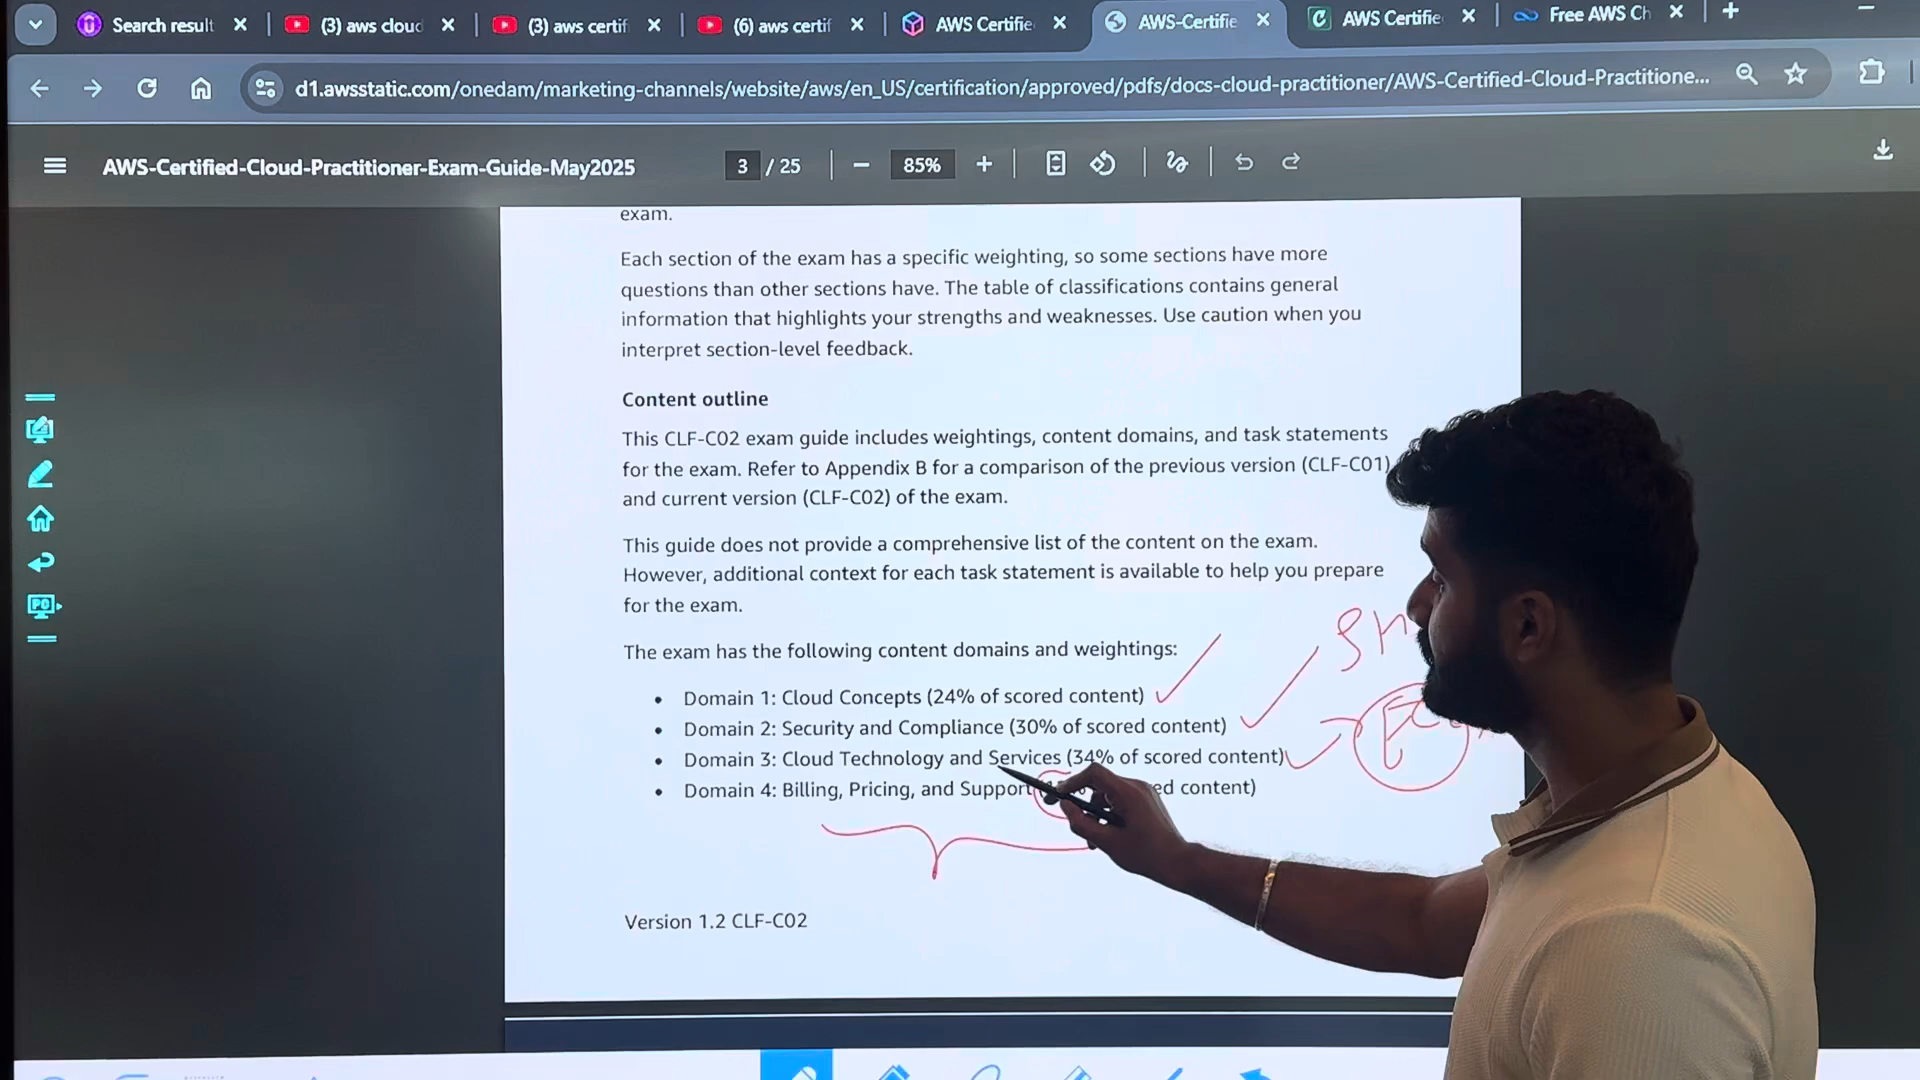 Search result
(3) aws clouc
(3) aws certif
(6) aws certif
AWS Certifie
AWS-Certifie
AWS Certifie
Free AWS Ch
d1.awsstatic.com/onedam/marketing-channels/website/aws/en_US/certification/approved/pdfs/docs-cloud-practitioner/AWS-Certified-Cloud-Practitione...
AWS-Certified-Cloud-Practitioner-Exam-Guide-May2025
3 / 25
85%
exam.
Each section of the exam has a specific weighting, so some sections have more
questions than other sections have. The table of classifications contains general
information that highlights your strengths and weaknesses. Use caution when you
interpret section-level feedback.
Content outline
This CLF-C02 exam guide includes weightings, content domains, and task statements
for the exam. Refer to Appendix B for a comparison of the previous version (CLF-C01)
and current version (CLF-C02) of the exam.
This guide does not provide a comprehensive list of the content on the exam.
However, additional context for each task statement is available to help you prepare
for the exam.
The exam has the following content domains and weightings:
• Domain 1: Cloud Concepts (24% of scored content)
• Domain 2: Security and Compliance (30% of scored content)
• Domain 3: Cloud Technology and Services (34% of scored content)
• Domain 4: Billing, Pricing, and Support ed content)
Version 1.2 CLF-C02